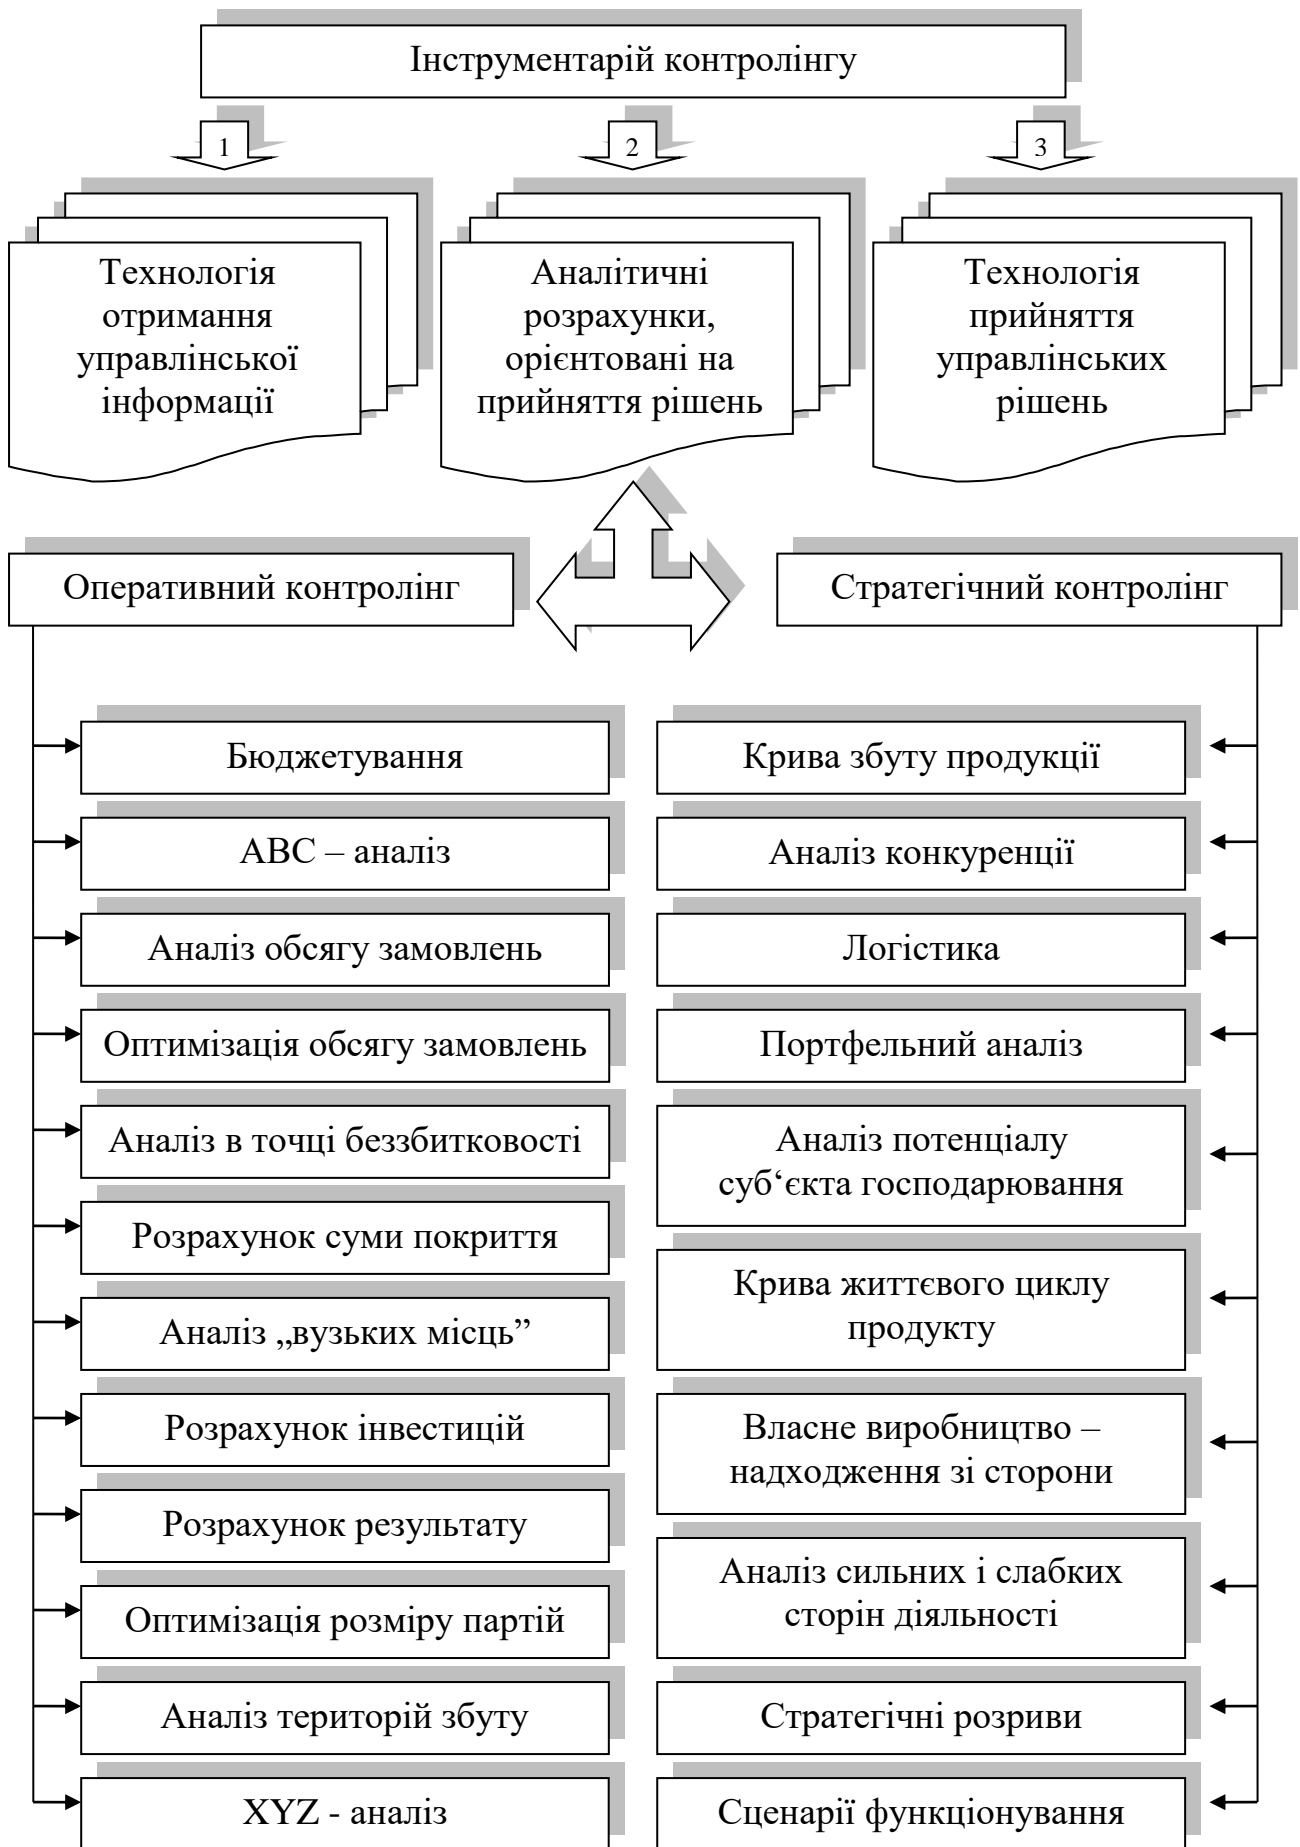 Інструментарій контролінгу
1
2
3
Технологія
отримання
управлінської
інформації
Аналітичні
розрахунки,
орієнтовані на
прийняття рішень
Технологія
прийняття
управлінських
рішень
Оперативний контролінг
Стратегічний контролінг
Бюджетування
АВС – аналіз
Аналіз обсягу замовлень
Оптимізація обсягу замовлень
Аналіз в точці беззбитковості
Розрахунок суми покриття
Аналіз „вузьких місць”
Розрахунок інвестицій
Розрахунок результату
Оптимізація розміру партій
Аналіз територій збуту
XYZ - аналіз
Крива збуту продукції
Аналіз конкуренції
Логістика
Портфельний аналіз
Аналіз потенціалу
суб‘єкта господарювання
Крива життєвого циклу
продукту
Власне виробництво –
надходження зі сторони
Аналіз сильних і слабких
сторін діяльності
Стратегічні розриви
Сценарії функціонування